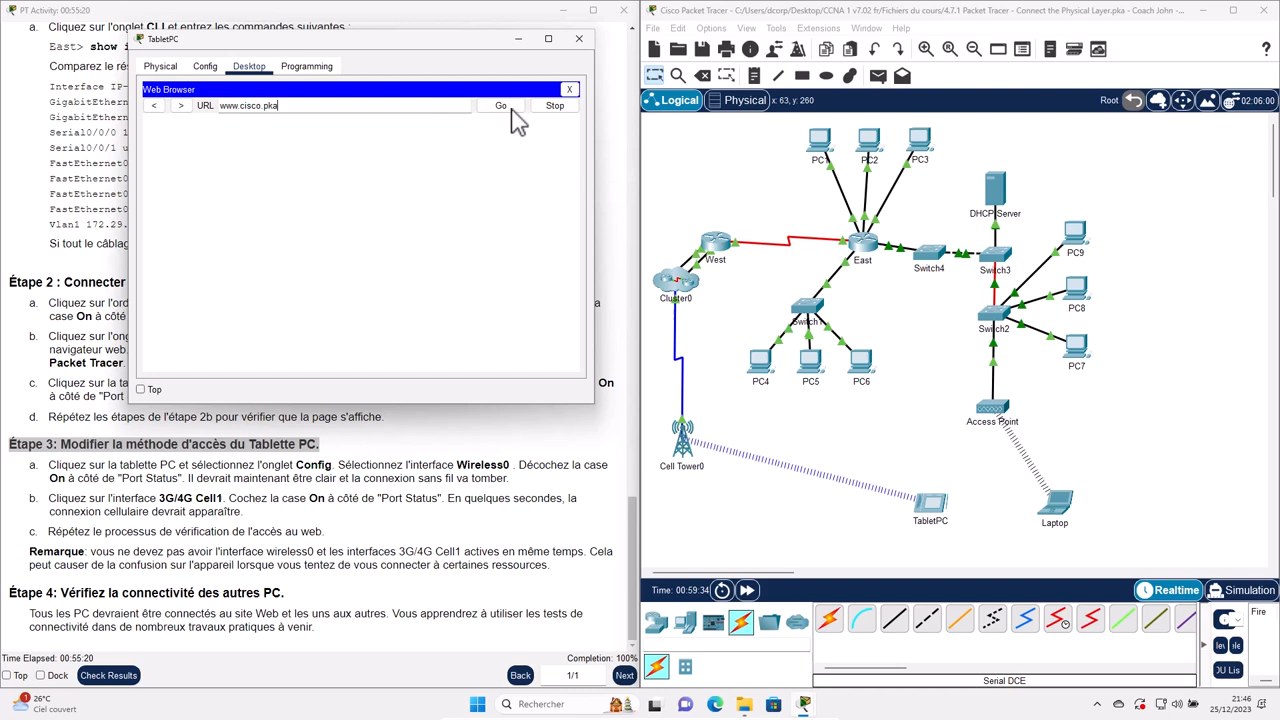 PT Activity: 00:55:20
a. Cliquez sur l'onglet CLI et entrez les commandes suivantes :
East> show i
Comparez le rés
Interface IP-
GigabitEthern
GigabitEthern
Serial0/0/0 1
Serial0/0/1 u
FastEthernet0
FastEthernet0
FastEthernet0
FastEthernet0
Vlan1 172.29.
Si tout le câblag
Étape 2 : Connecter
a. Cliquez sur l'ord
la
case On à côté
b. Cliquez sur l'ong
navigateur web.
Packet Tracer.
c. Cliquez sur la ta
On
à côté de "Port
d. Répétez les étapes de l'étape 2b pour vérifier que la page s'affiche.
Étape 3: Modifier la méthode d'accès du Tablette PC.
a. Cliquez sur la tablette PC et sélectionnez l'onglet Config. Sélectionnez l'interface Wireless0 . Décochez la case
On à côté de "Port Status". Il devrait maintenant être clair et la connexion sans fil va tomber.
b. Cliquez sur l'interface 3G/4G Cell1. Cochez la case On à côté de "Port Status". En quelques secondes, la
connexion cellulaire devrait apparaître.
c. Répétez le processus de vérification de l'accès au web.
Remarque: vous ne devez pas avoir l'interface wireless0 et les interfaces 3G/4G Cell1 actives en même temps. Cela
peut causer de la confusion sur l'appareil lorsque vous tentez de vous connecter à certaines ressources.
Étape 4: Vérifiez la connectivité des autres PC.
Tous les PC devraient être connectés au site Web et les uns aux autres. Vous apprendrez à utiliser les tests de
connectivité dans de nombreux travaux pratiques à venir.
Time Elapsed: 00:55:20
Completion: 100%
Top
Dock
Check Results
Back
1/1
Next
TabletPC
Physical Config Desktop Programming
Web Browser
X
< > URL www.cisco.pka Go Stop
Top
Cisco Packet Tracer - C:/Users/dcorp/Desktop/CCNA 1 v7.02 fr/Fichiers du cours/4.7.1 Packet Tracer - Connect the Physical Layer.pka - Coach John -
File Edit Options View Tools Extensions Window Help
Logical
Physical
x: 63, y: 260
Root
02:06:00
PC1
PC2
PC3
DHCP Server
PC9
West
East
Switch4
Switch3
Cluster0
PC8
Switch1
Switch2
PC7
PC4
PC5
PC6
Access Point
Cell Tower0
TabletPC
Laptop
Time: 00:59:34
Realtime
Simulation
Fire
Serial DCE
26°C
Ciel couvert
1
Rechercher
21:46
25/12/2023